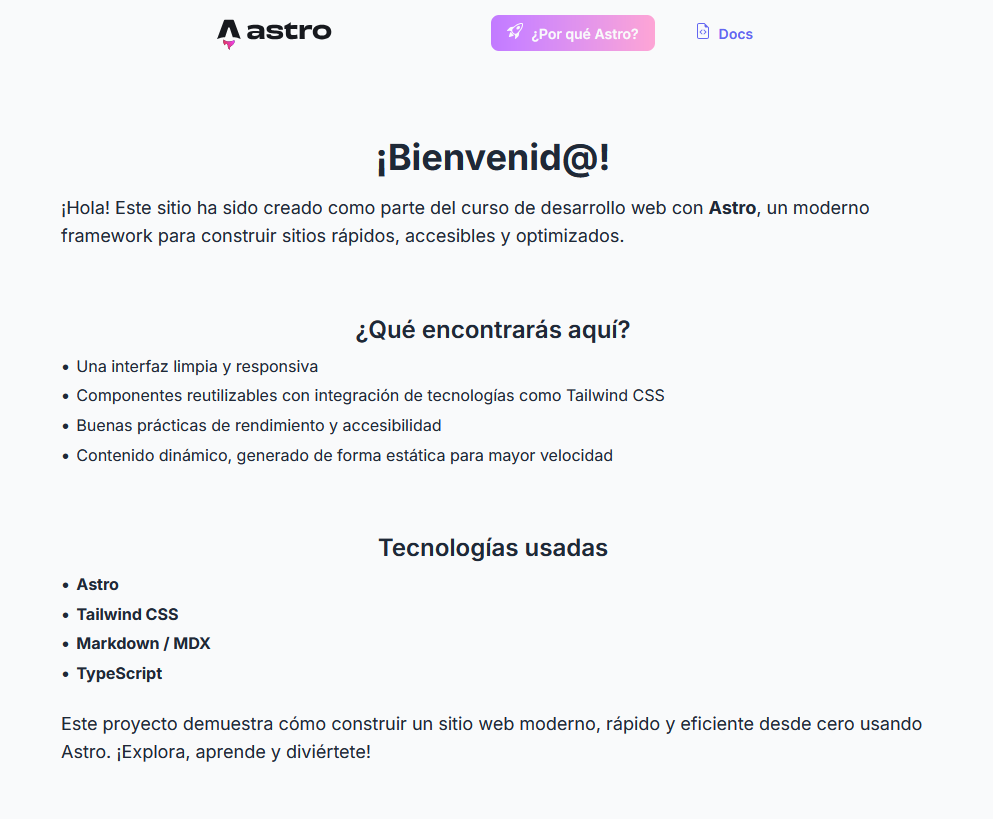 astro
¿Por qué Astro?
Docs
¡Bienvenid@!
¡Hola! Este sitio ha sido creado como parte del curso de desarrollo web con Astro, un moderno
framework para construir sitios rápidos, accesibles y optimizados.
¿Qué encontrarás aquí?
• Una interfaz limpia y responsiva
• Componentes reutilizables con integración de tecnologías como Tailwind CSS
• Buenas prácticas de rendimiento y accesibilidad
• Contenido dinámico, generado de forma estática para mayor velocidad
Tecnologías usadas
• Astro
• Tailwind CSS
• Markdown / MDX
• TypeScript
Este proyecto demuestra cómo construir un sitio web moderno, rápido y eficiente desde cero usando
Astro. ¡Explora, aprende y diviértete!